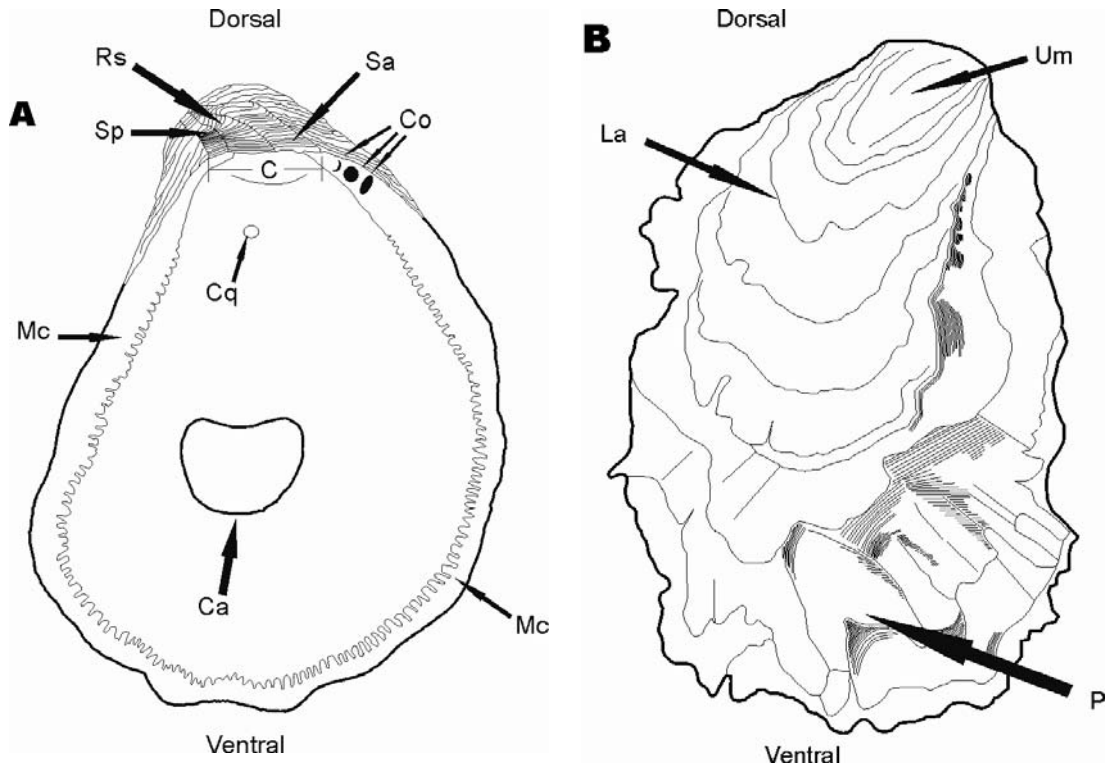 A
Dorsal
Rs
Sa
Sp
Co
C
Cq
Mc
Ca
Mc
Ventral
B
Dorsal
Um
La
P
Ventral